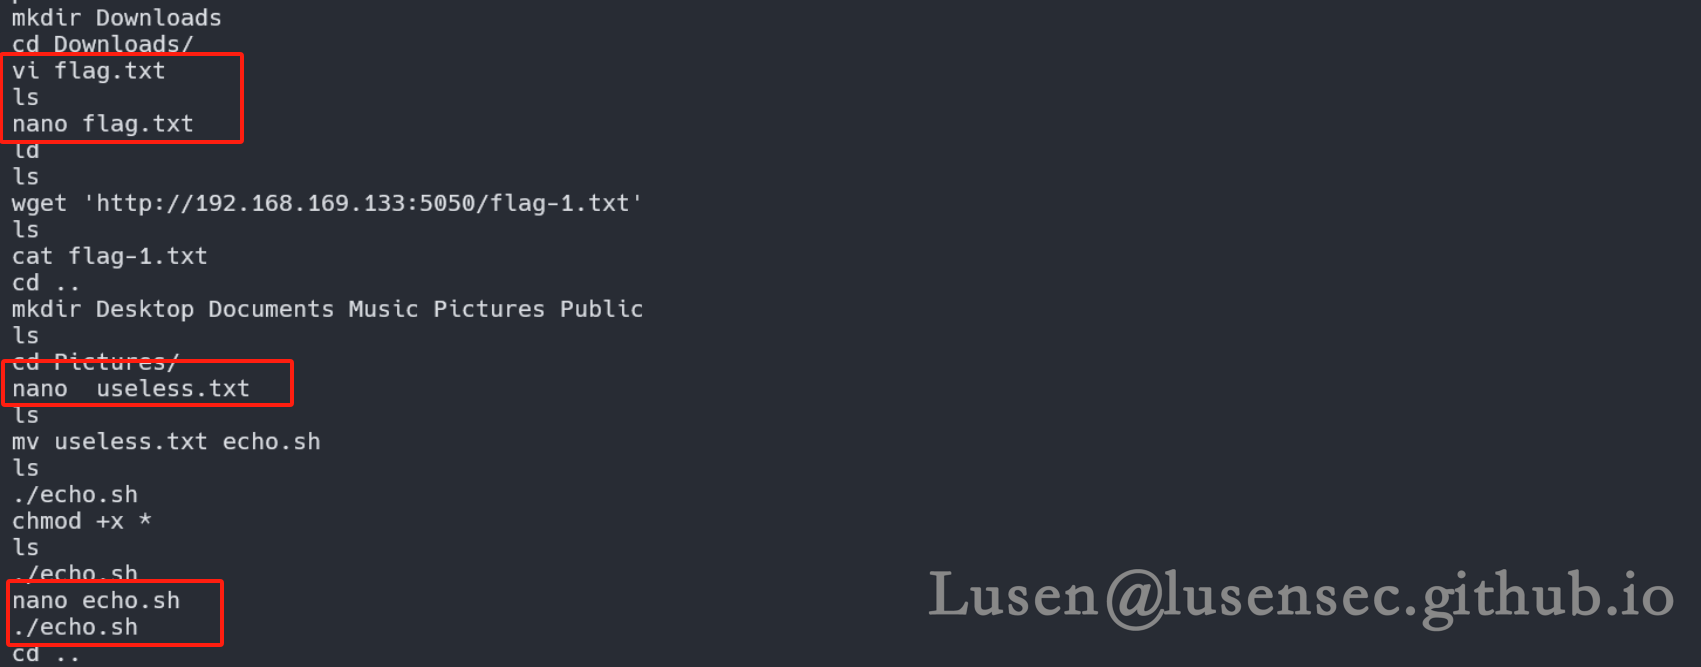 mkdir Downloads
cd Downloads/
vi flag.txt
ls
nano flag.txt
ld
ls
wget 'http://192.168.169.133:5050/flag-1.txt'
ls
cat flag-1.txt
cd ..
mkdir Desktop Documents Music Pictures Public
ls
cd Pictures/
nano  useless.txt
ls
mv useless.txt echo.sh
ls
./echo.sh
chmod +x *
ls
./echo.sh
nano echo.sh
./echo.sh
cd ..
Lusen@lusensec.github.io